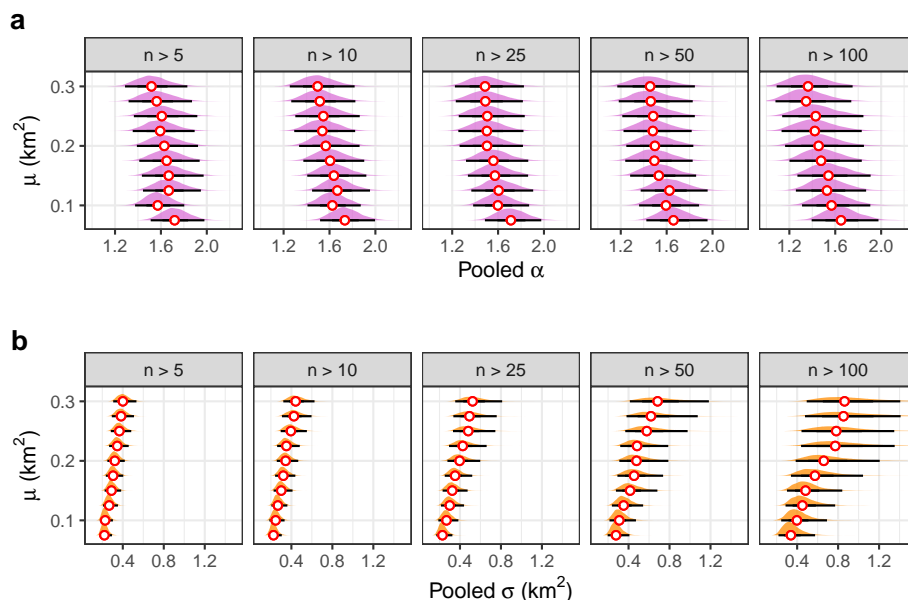 a
n > 5 n > 10 n > 25 n > 50 n > 100
μ (km²)
0.3
0.2
0.1
1.2 1.6 2.0 1.2 1.6 2.0 1.2 1.6 2.0 1.2 1.6 2.0 1.2 1.6 2.0
Pooled α
b
n > 5 n > 10 n > 25 n > 50 n > 100
μ (km²)
0.3
0.2
0.1
0.4 0.8 1.2 0.4 0.8 1.2 0.4 0.8 1.2 0.4 0.8 1.2 0.4 0.8 1.2
Pooled σ (km²)